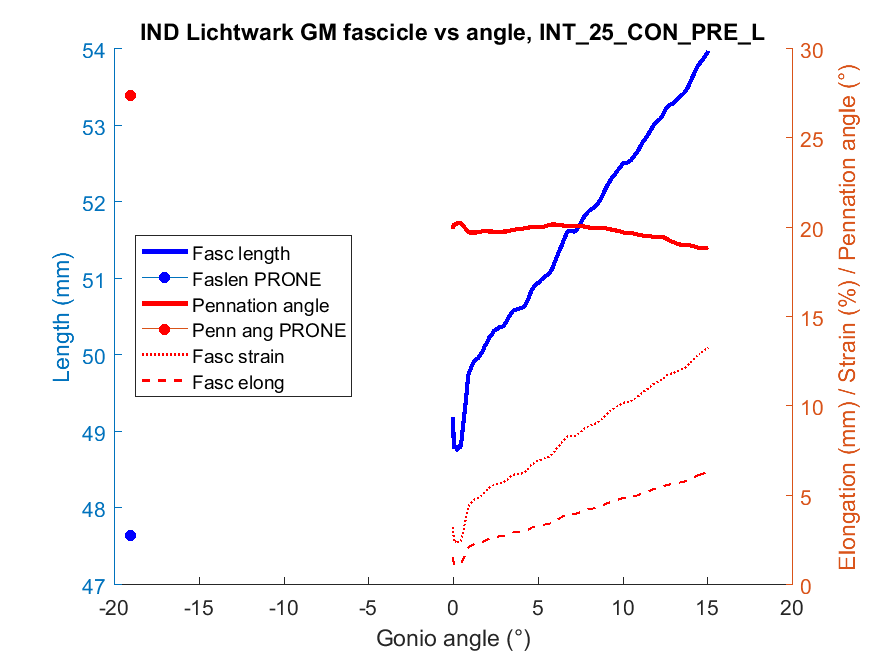 IND Lichtwark GM fascicle vs angle, INT_25_CON_PRE_L
54
53
52
51
50
49
48
47
Length (mm)
30
25
20
15
10
5
0
Elongation (mm) / Strain (%) / Pennation angle (°)
Fasc length
Faslen PRONE
Pennation angle
Penn ang PRONE
Fasc strain
Fasc elong
-20 -15 -10 -5 0 5 10 15 20
Gonio angle (°)